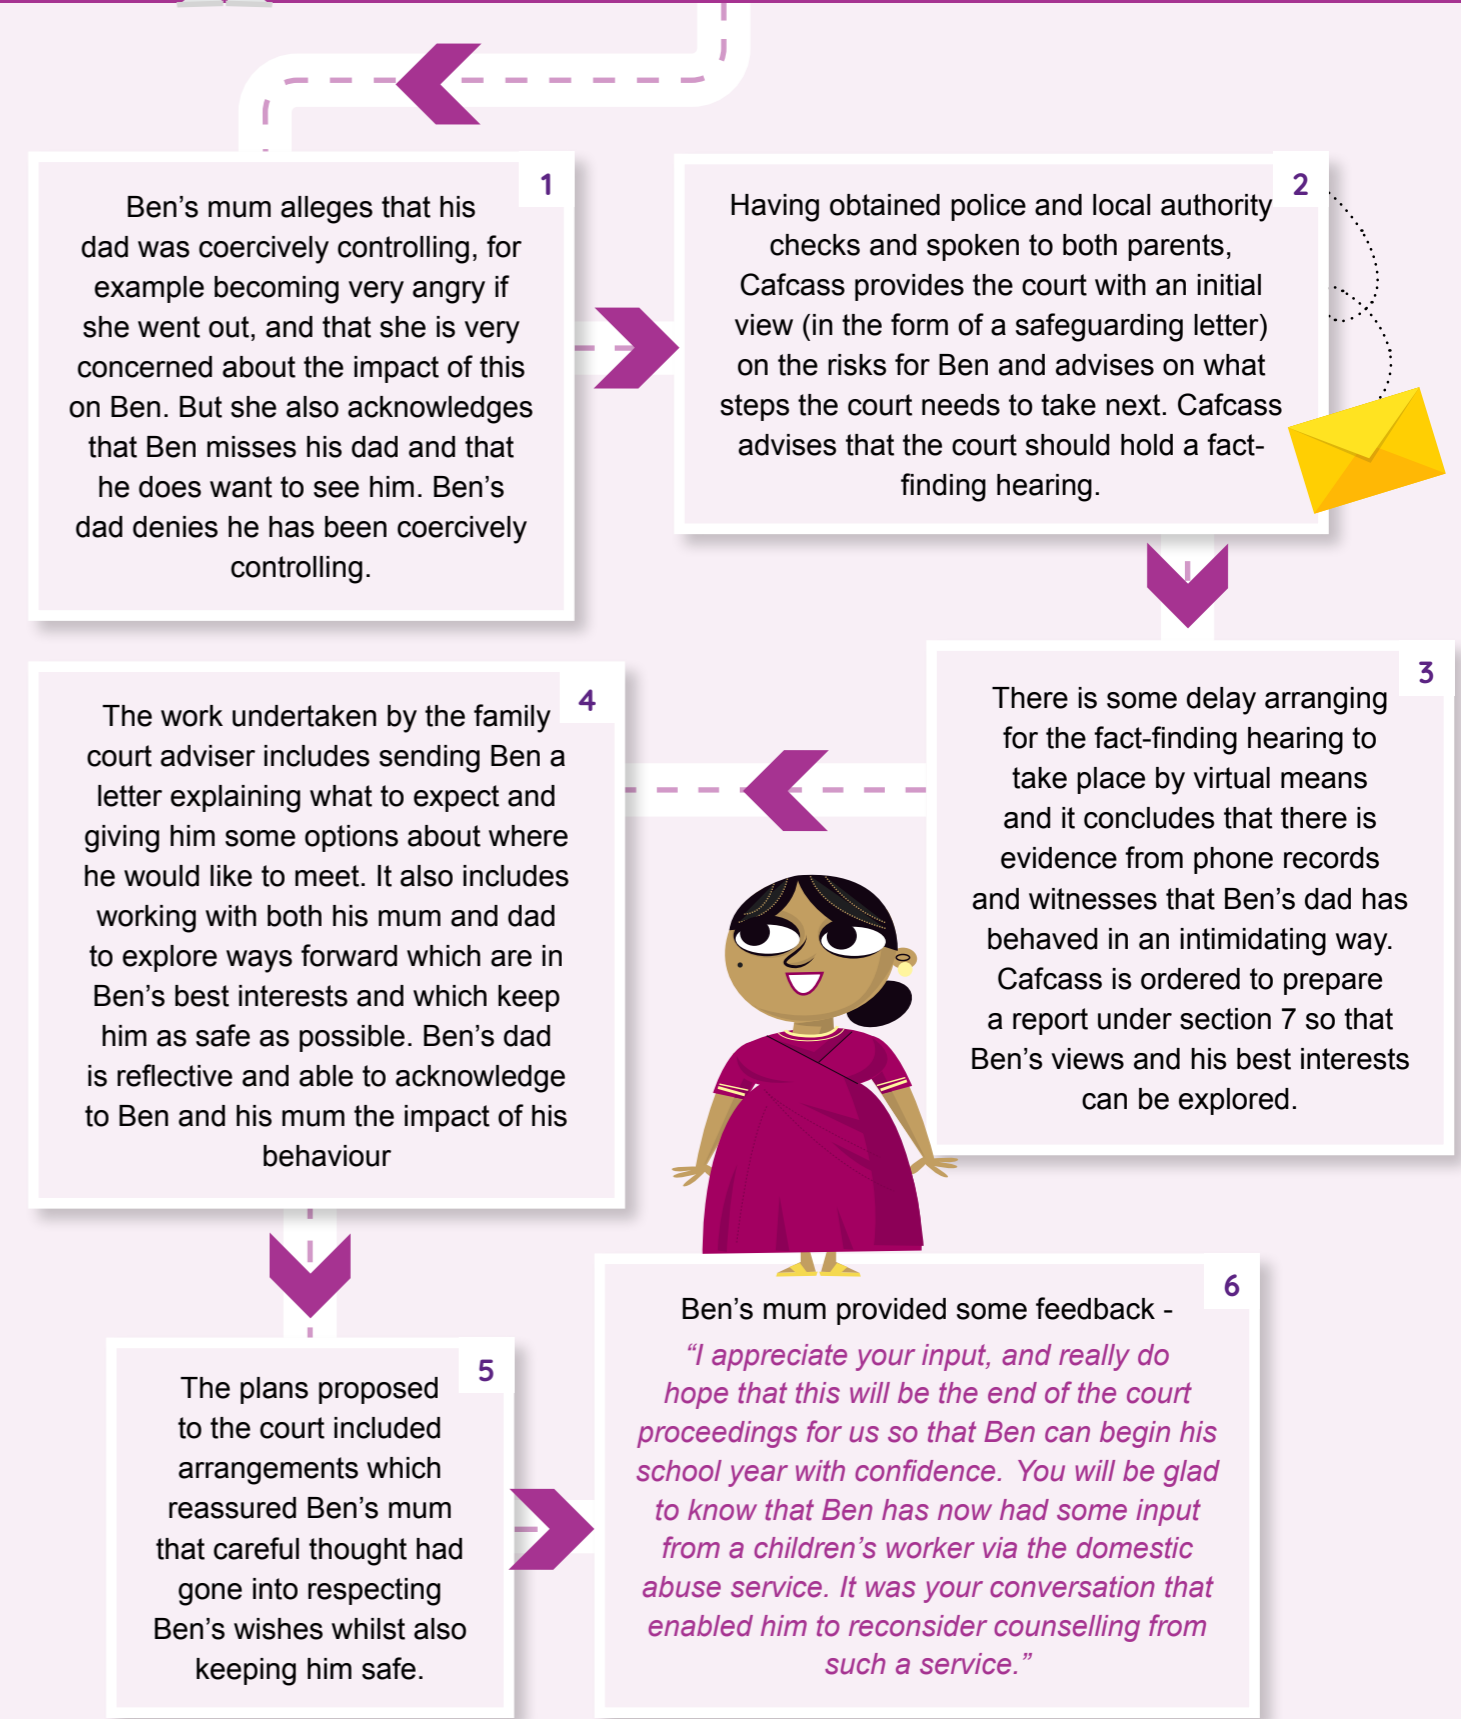 1
Ben’s mum alleges that his
dad was coercively controlling, for
example becoming very angry if
she went out, and that she is very
concerned about the impact of this
on Ben. But she also acknowledges
that Ben misses his dad and that
he does want to see him. Ben’s
dad denies he has been coercively
controlling.
2
Having obtained police and local authority
checks and spoken to both parents,
Cafcass provides the court with an initial
view (in the form of a safeguarding letter)
on the risks for Ben and advises on what
steps the court needs to take next. Cafcass
advises that the court should hold a fact-
finding hearing.
3
There is some delay arranging
for the fact-finding hearing to
take place by virtual means
and it concludes that there is
evidence from phone records
and witnesses that Ben’s dad has
behaved in an intimidating way.
Cafcass is ordered to prepare
a report under section 7 so that
Ben’s views and his best interests
can be explored.
4
The work undertaken by the family
court adviser includes sending Ben a
letter explaining what to expect and
giving him some options about where
he would like to meet. It also includes
working with both his mum and dad
to explore ways forward which are in
Ben’s best interests and which keep
him as safe as possible. Ben’s dad
is reflective and able to acknowledge
to Ben and his mum the impact of his
behaviour
5
The plans proposed
to the court included
arrangements which
reassured Ben’s mum
that careful thought had
gone into respecting
Ben’s wishes whilst also
keeping him safe.
6
Ben’s mum provided some feedback -
“I appreciate your input, and really do
hope that this will be the end of the court
proceedings for us so that Ben can begin his
school year with confidence. You will be glad
to know that Ben has now had some input
from a children’s worker via the domestic
abuse service. It was your conversation that
enabled him to reconsider counselling from
such a service.”